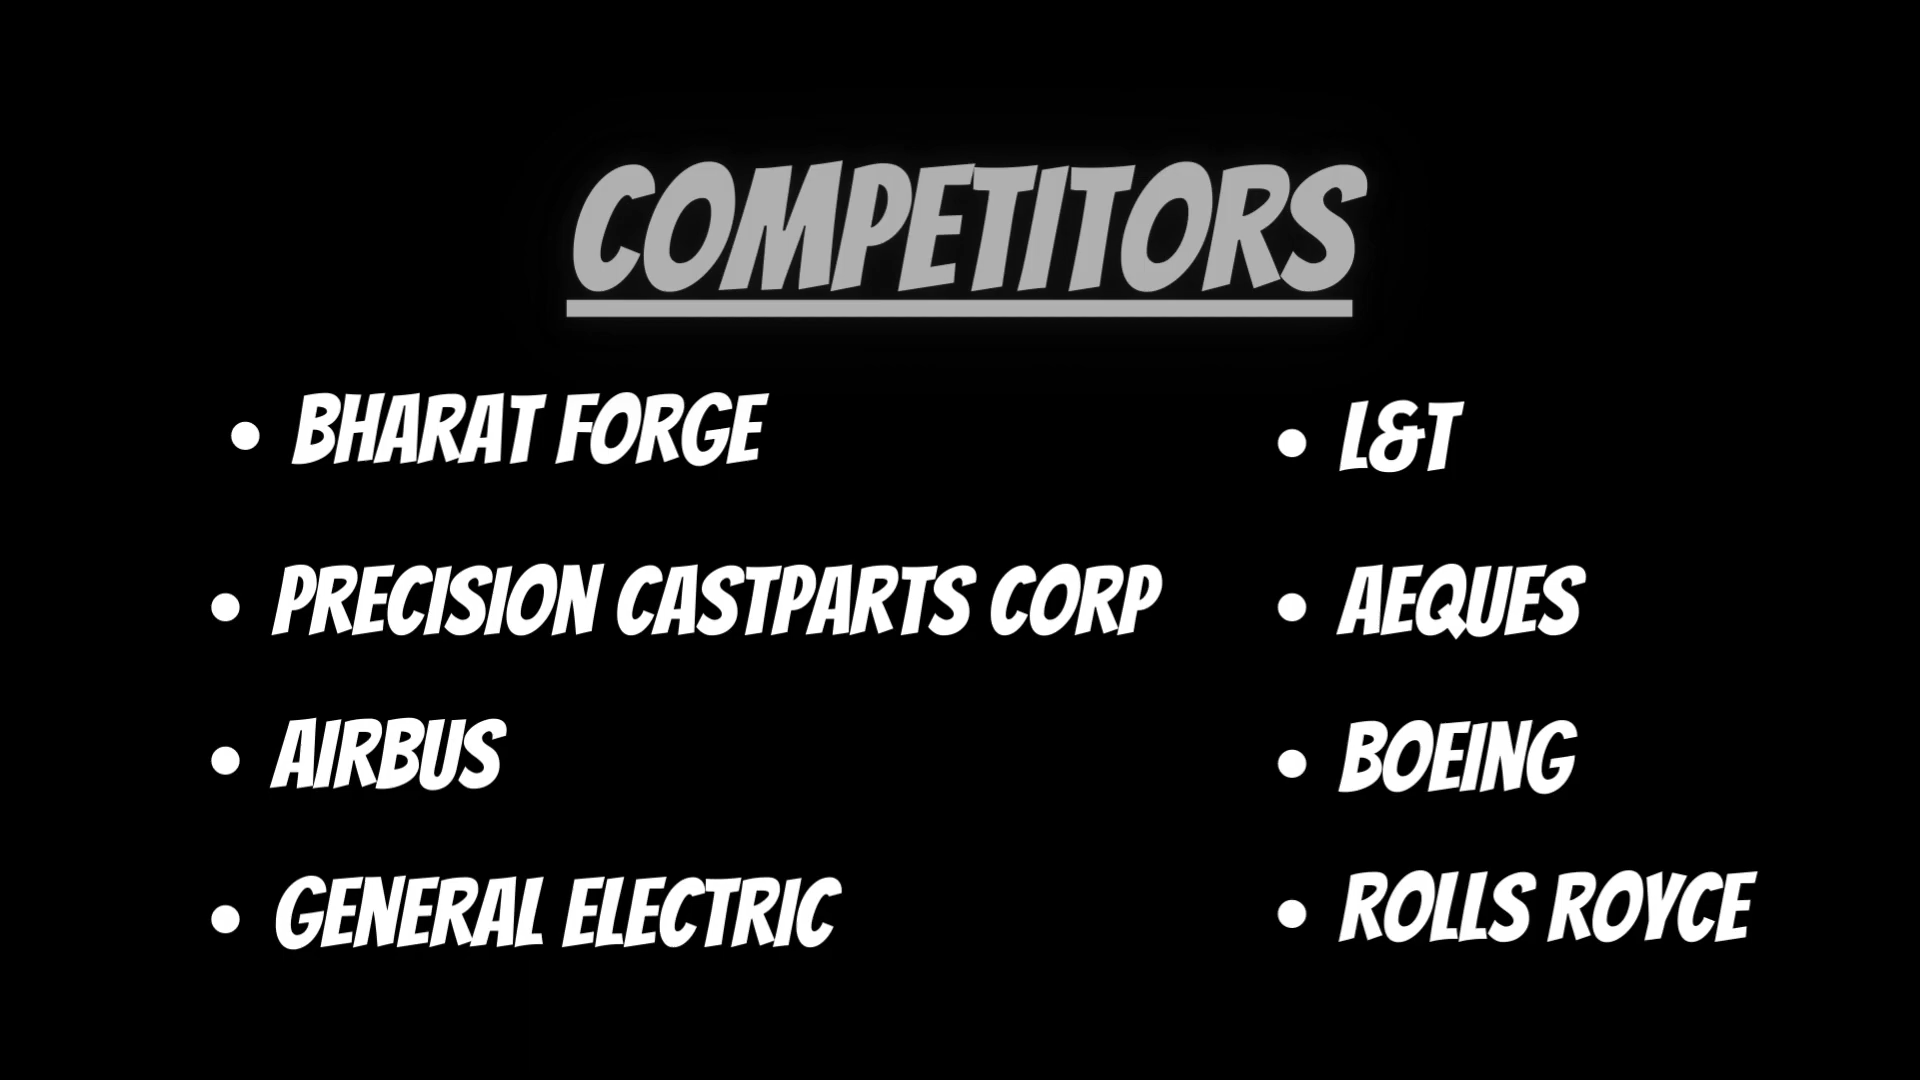 COMPETITORS
• BHARAT FORGE
• PRECISION CASTPARTS CORP
• AIRBUS
• GENERAL ELECTRIC
• L&T
• AEQUES
• BOEING
• ROLLS ROYCE